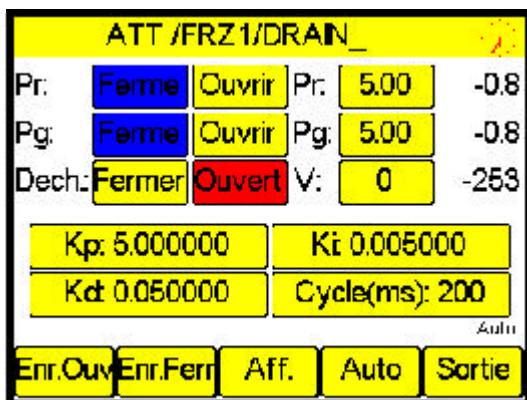 ATT /FRZ1/DRAIN_
Pr: Ferme Ouvrir Pr: 5.00 -0.8
Pg: Ferme Ouvrir Pg: 5.00 -0.8
Dech.: Fermer Ouvert V: 0 -253
Kp: 5.000000 Ki: 0.005000
Kd: 0.050000 Cycle(ms): 200
Auto
Enr.Ouv Enr.Ferr Aff. Auto Sortie